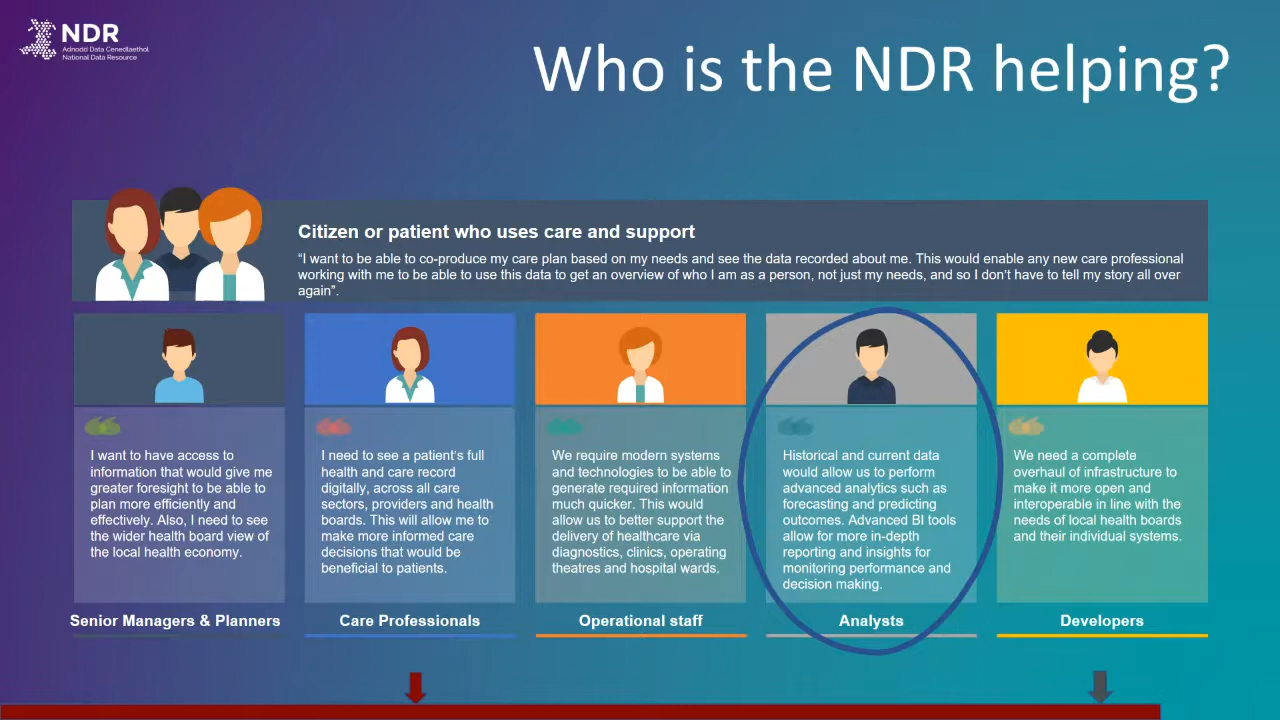 NDR
Adnodd Data Cenedlaethol
National Data Resource
Who is the NDR helping?
Citizen or patient who uses care and support
“I want to be able to co-produce my care plan based on my needs and see the data recorded about me. This would enable any new care professional
working with me to be able to use this data to get an overview of who I am as a person, not just my needs, and so I don’t have to tell my story all over
again”.
I want to have access to
information that would give me
greater foresight to be able to
plan more efficiently and
effectively. Also, I need to see
the wider health board view of
the local health economy.
Senior Managers & Planners
I need to see a patient's full
health and care record
digitally, across all care
sectors, providers and health
boards. This will allow me to
make more informed care
decisions that would be
beneficial to patients.
Care Professionals
We require modern systems
and technologies to be able to
generate required information
much quicker. This would
allow us to better support the
delivery of healthcare via
diagnostics, clinics, operating
theatres and hospital wards.
Operational staff
Historical and current data
would allow us to perform
advanced analytics such as
forecasting and predicting
outcomes. Advanced BI tools
allow for more in-depth
reporting and insights for
monitoring performance and
decision making.
Analysts
We need a complete
overhaul of infrastructure to
make it more open and
interoperable in line with the
needs of local health boards
and their individual systems.
Developers